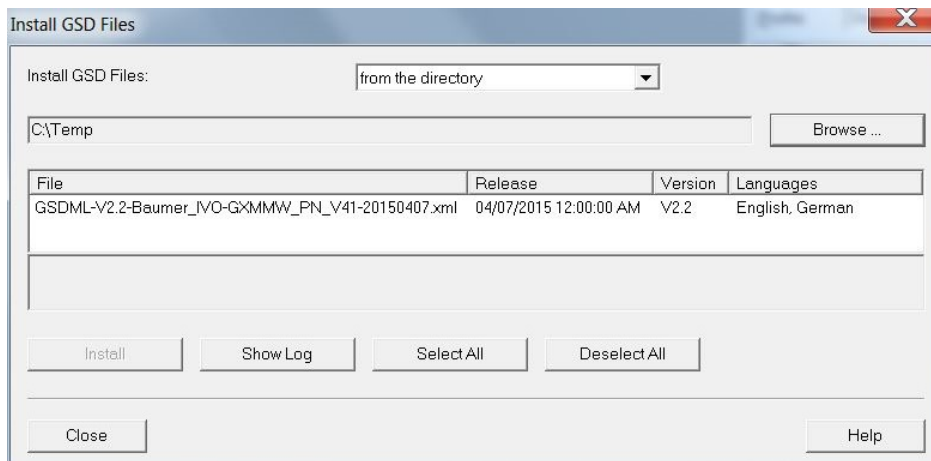 Install GSD Files
Install GSD Files:
from the directory
C:\Temp
Browse ...
File Release Version Languages
GSDML-V2.2-Baumer_IVO-GXMMW_PN_V41-20150407.xml 04/07/2015 12:00:00 AM V2.2 English, German
Install Show Log Select All Deselect All
Close Help